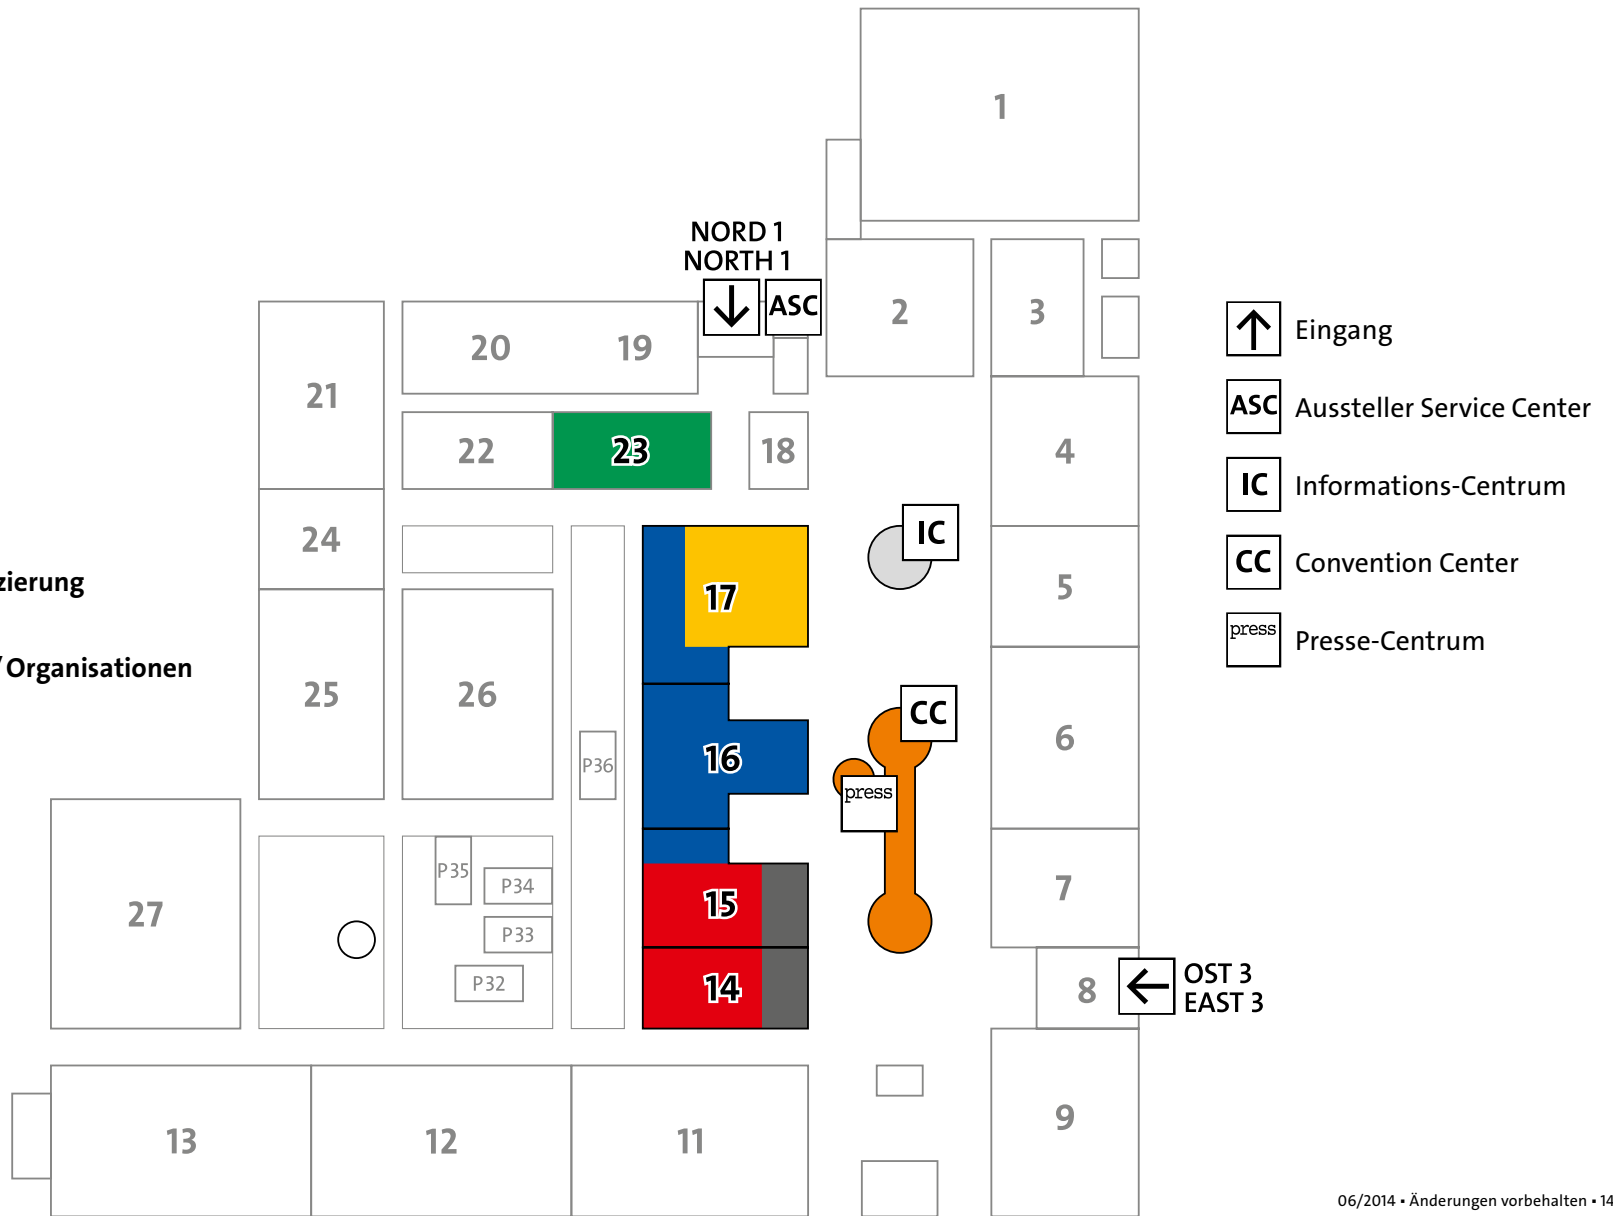 1
NORD 1
NORTH 1
ASC
2
3
20
19
21
22
23
18
4
24
IC
5
17
zierung
/Organisationen
25
26
P36
16
CC
press
6
27
P35
P34
P33
P32
15
14
7
8
OST 3
EAST 3
13
12
11
9
Eingang
ASC Aussteller Service Center
IC Informations-Centrum
CC Convention Center
press Presse-Centrum
06/2014 ▪ Änderungen vorbehalten ▪ 14